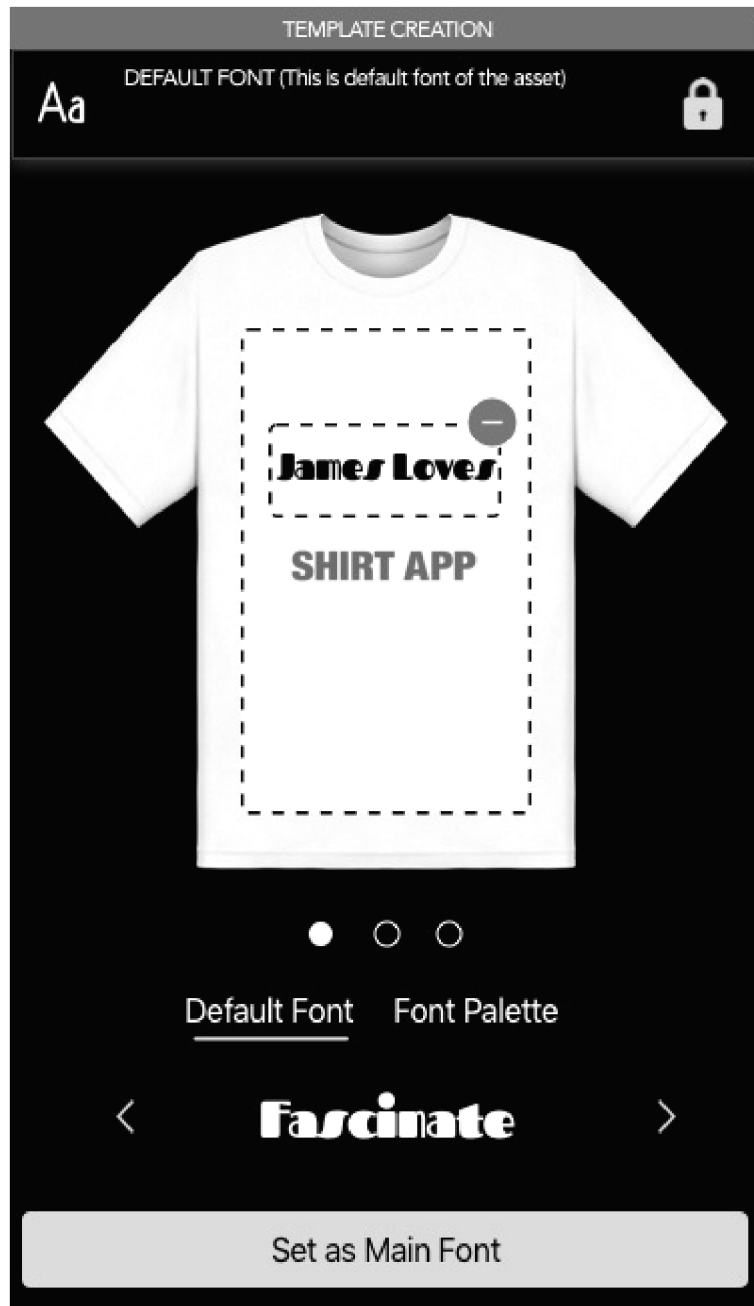 TEMPLATE CREATION
Aa
DEFAULT FONT (This is default font of the asset)
James Loves
SHIRT APP
Default Font Font Palette
Fascinate
Set as Main Font